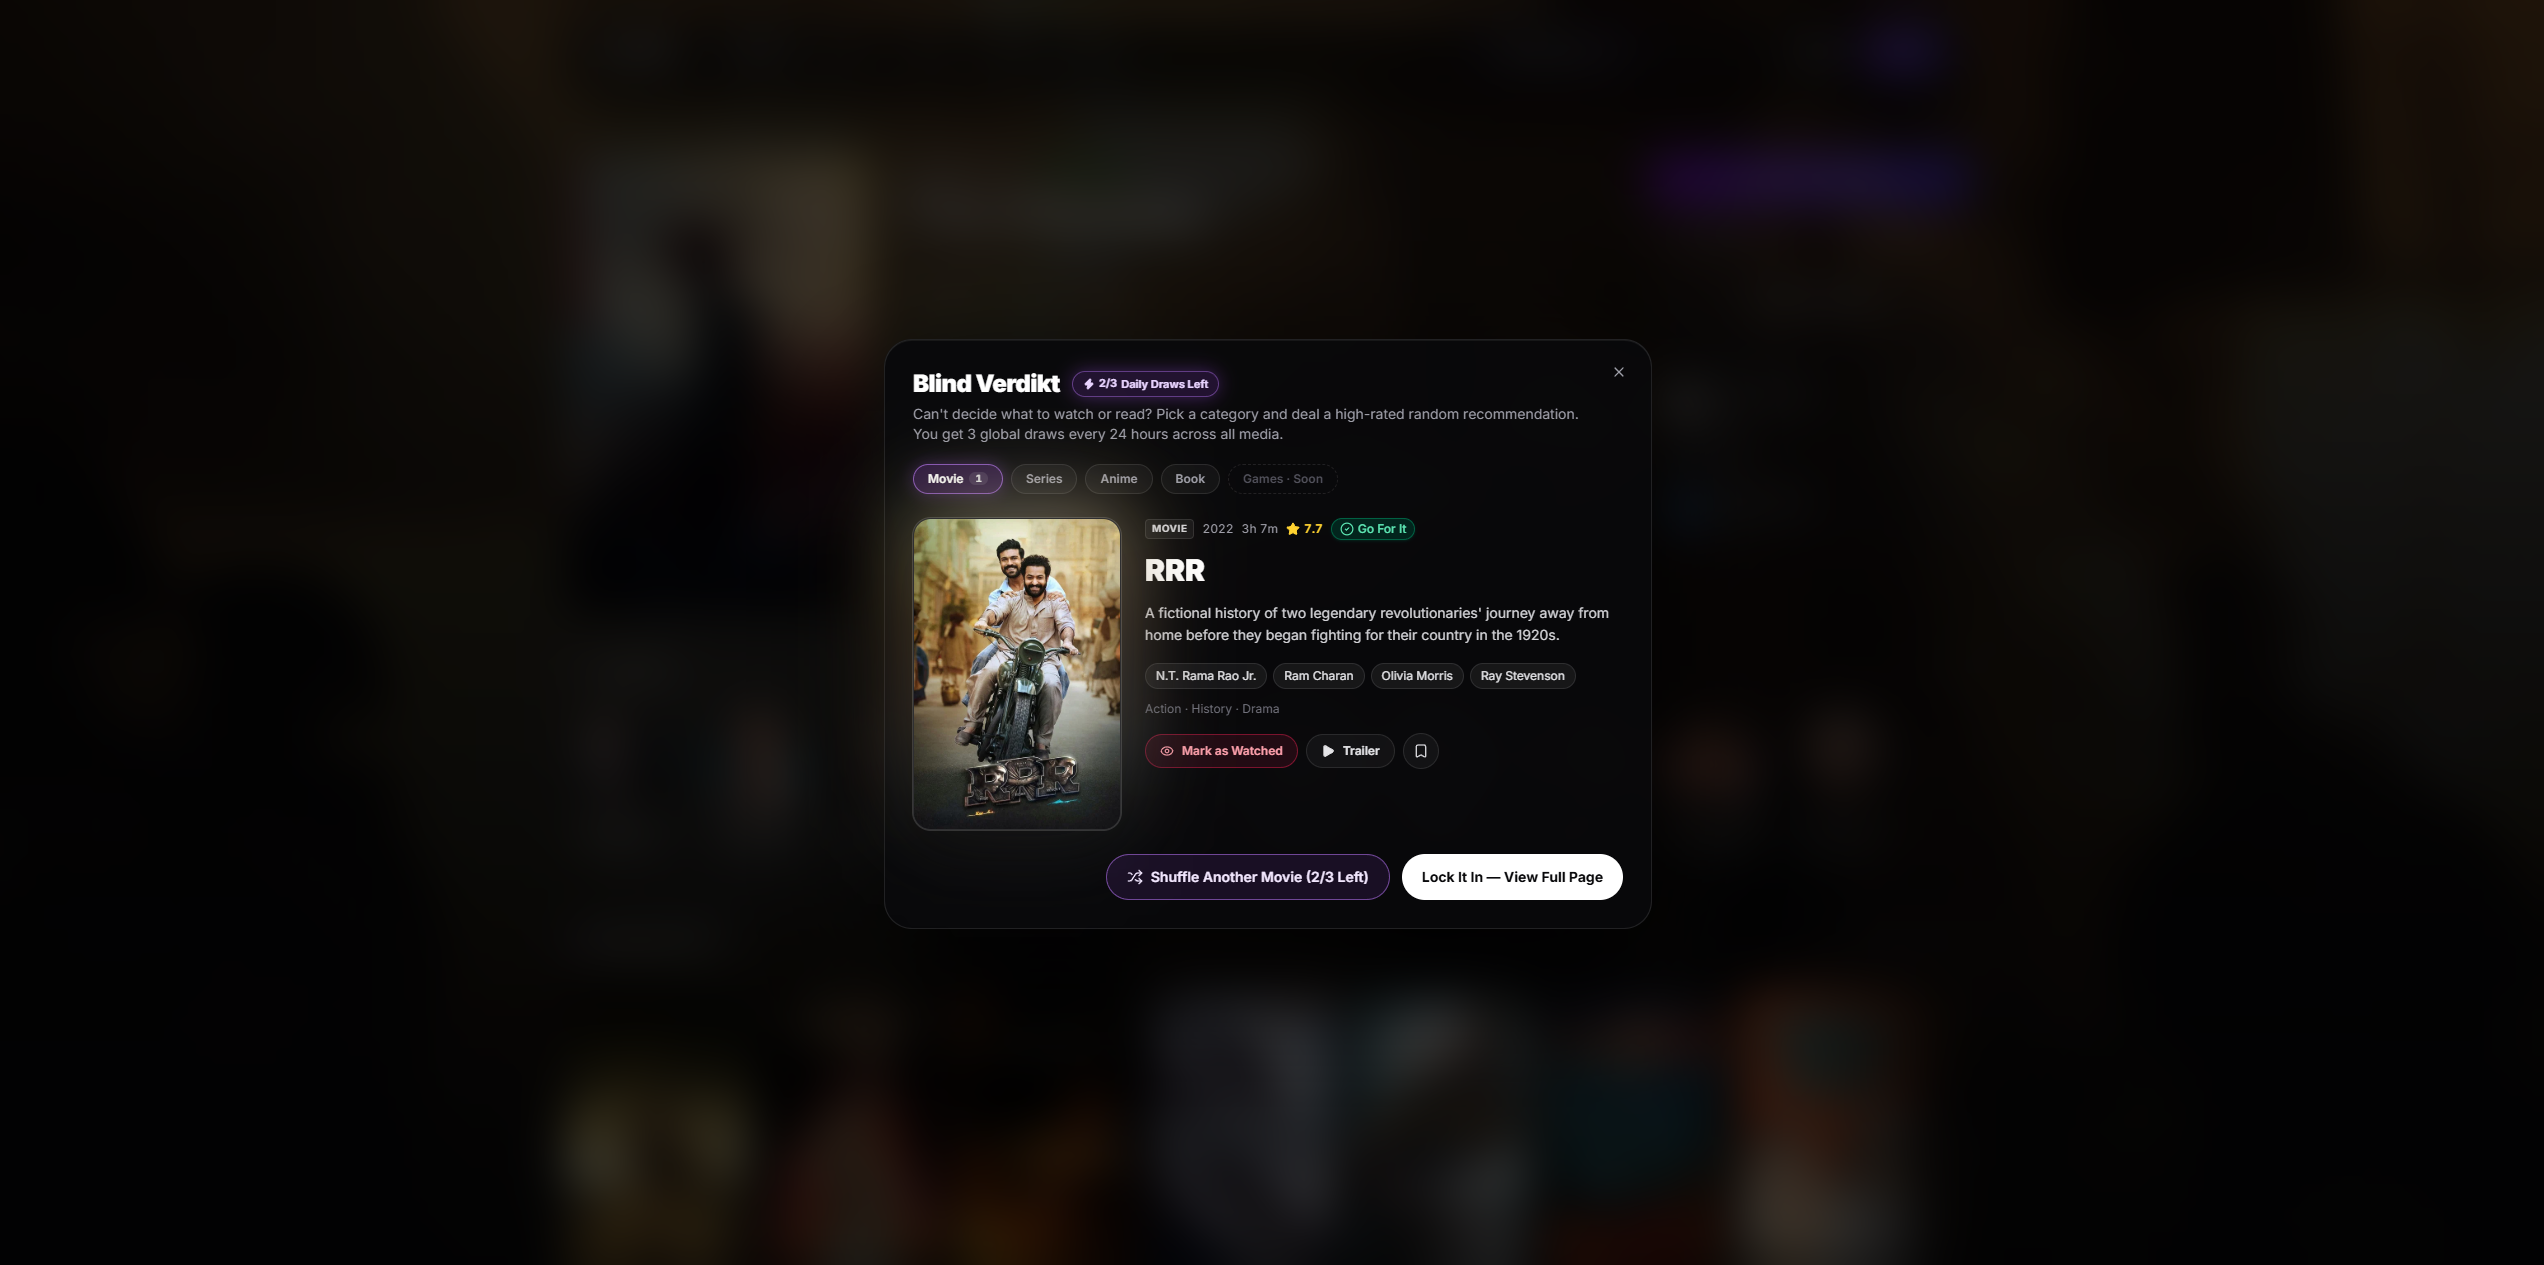 Blind Verdikt
2/3 Daily Draws Left
Can't decide what to watch or read? Pick a category and deal a high-rated random recommendation.
You get 3 global draws every 24 hours across all media.
Movie 1
Series
Anime
Book
Games · Soon
MOVIE 2022 3h 7m 7.7 Go For It
RRR
A fictional history of two legendary revolutionaries' journey away from
home before they began fighting for their country in the 1920s.
N.T. Rama Rao Jr.
Ram Charan
Olivia Morris
Ray Stevenson
Action · History · Drama
Mark as Watched
Trailer
RRR
Shuffle Another Movie (2/3 Left)
Lock It In — View Full Page